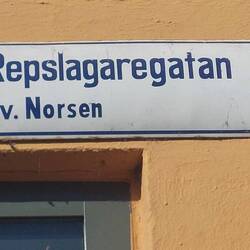 Repslagaregatan
v. Norsen